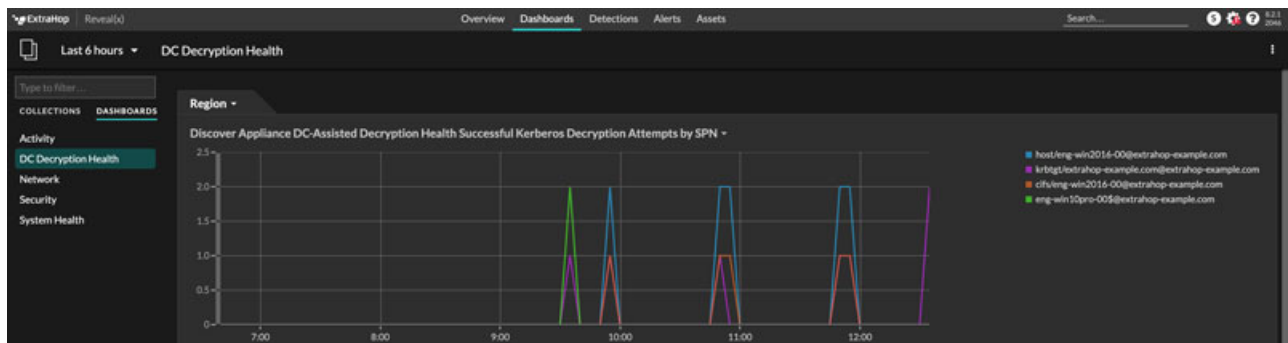 ExtraHop Reveal(x) Overview Dashboards Detections Alerts Assets Search... 8.2.1
2046
Last 6 hours DC Decryption Health
Type to filter...
COLLECTIONS DASHBOARDS
Activity
DC Decryption Health
Network
Security
System Health
Region
Discover Appliance DC-Assisted Decryption Health Successful Kerberos Decryption Attempts by SPN
2.5
2.0
1.5
1.0
0.5
0
7:00 8:00 9:00 10:00 11:00 12:00
host/eng-win2016-00@extrahop-example.com
krbtgt/extrahop-example.com@extrahop-example.com
cifs/eng-win2016-00@extrahop-example.com
eng-win10pro-00$@extrahop-example.com